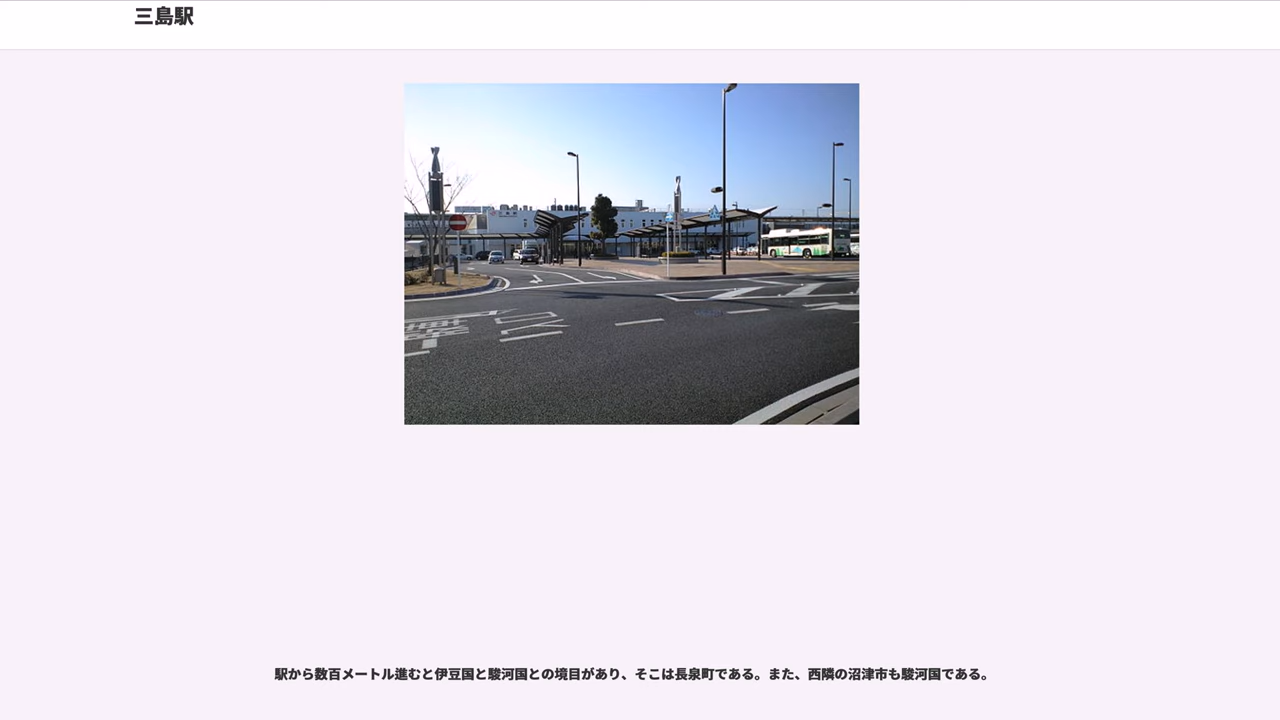 三島駅
駅から数百メートル進むと伊豆国と駿河国との境目があり、そこは長泉町である。また、西隣の沼津市も駿河国である。